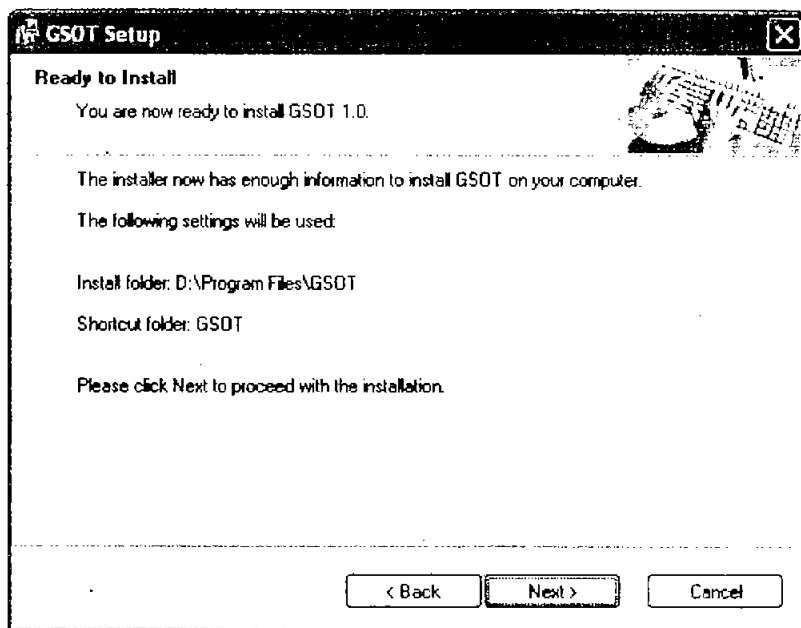 GSOT Setup
Ready to Install
You are now ready to install GSOT 1.0.
The installer now has enough information to install GSOT on your computer.
The following settings will be used:
Install folder: D:\Program Files\GSOT
Shortcut folder: GSOT
Please click Next to proceed with the installation.
< Back Next > Cancel